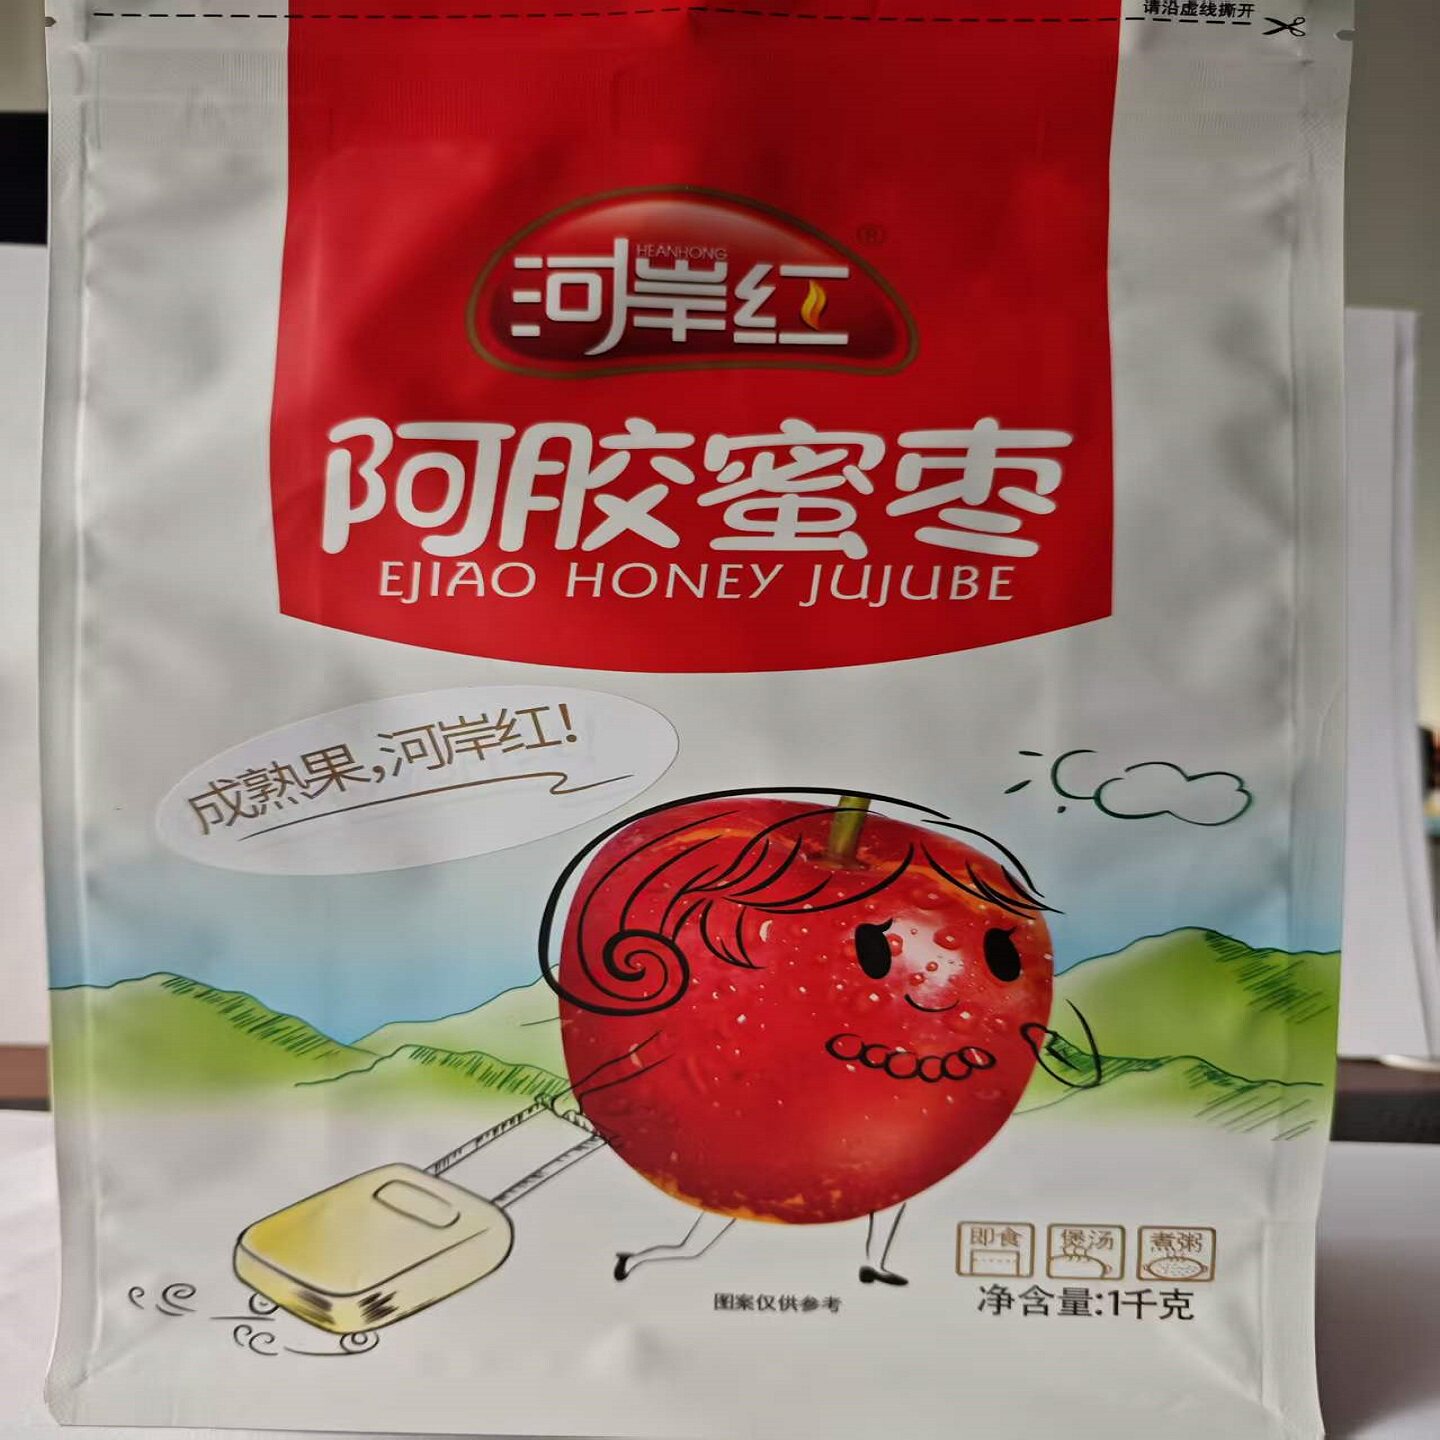 请沿虚线撕开
HEANHONG
河岸红®
阿胶蜜枣
EJIAO HONEY JUJUBE
成熟果,河岸红!
即食 煲汤 煮粥
净含量:1千克
图案仅供参考